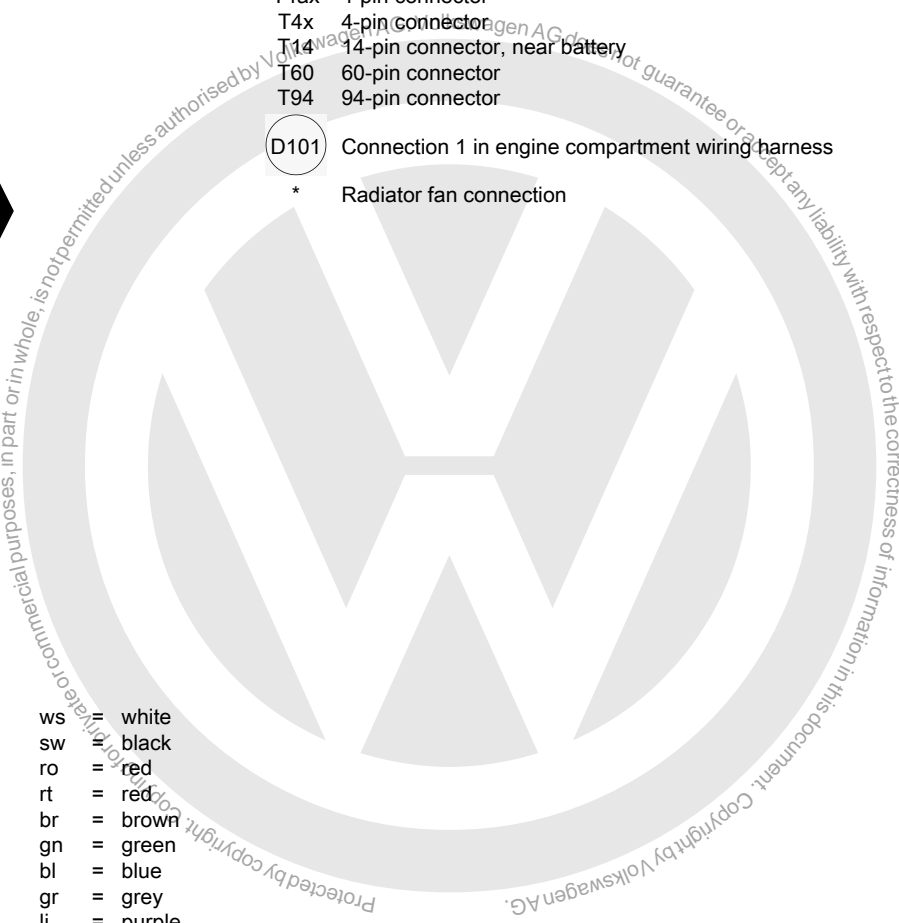 T4x 4-pin connector
T14 14-pin connector, near battery
T60 60-pin connector
T94 94-pin connector
D101 Connection 1 in engine compartment wiring harness
* Radiator fan connection
ws = white
sw = black
ro = red
rt = red
br = brown
gn = green
bl = blue
gr = grey
li = purple
Protected by copyright. Copying for private or commercial purposes, in part or in whole, is not permitted unless authorised by Volkswagen AG. Volkswagen AG does not guarantee or accept any liability with respect to the correctness of information in this document. Copyright by Volkswagen AG.